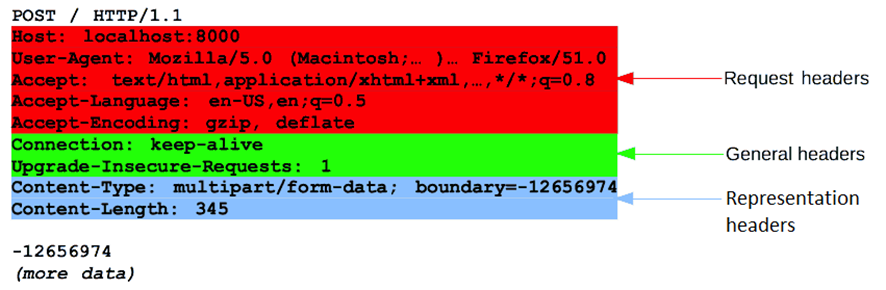 POST / HTTP/1.1
Host: localhost:8000
User-Agent: Mozilla/5.0 (Macintosh;… )… Firefox/51.0
Accept: text/html,application/xhtml+xml,…,*/*;q=0.8
Accept-Language: en-US,en;q=0.5
Accept-Encoding: gzip, deflate
Request headers
Connection: keep-alive
Upgrade-Insecure-Requests: 1
General headers
Content-Type: multipart/form-data; boundary=-12656974
Content-Length: 345
Representation
headers
-12656974
(more data)